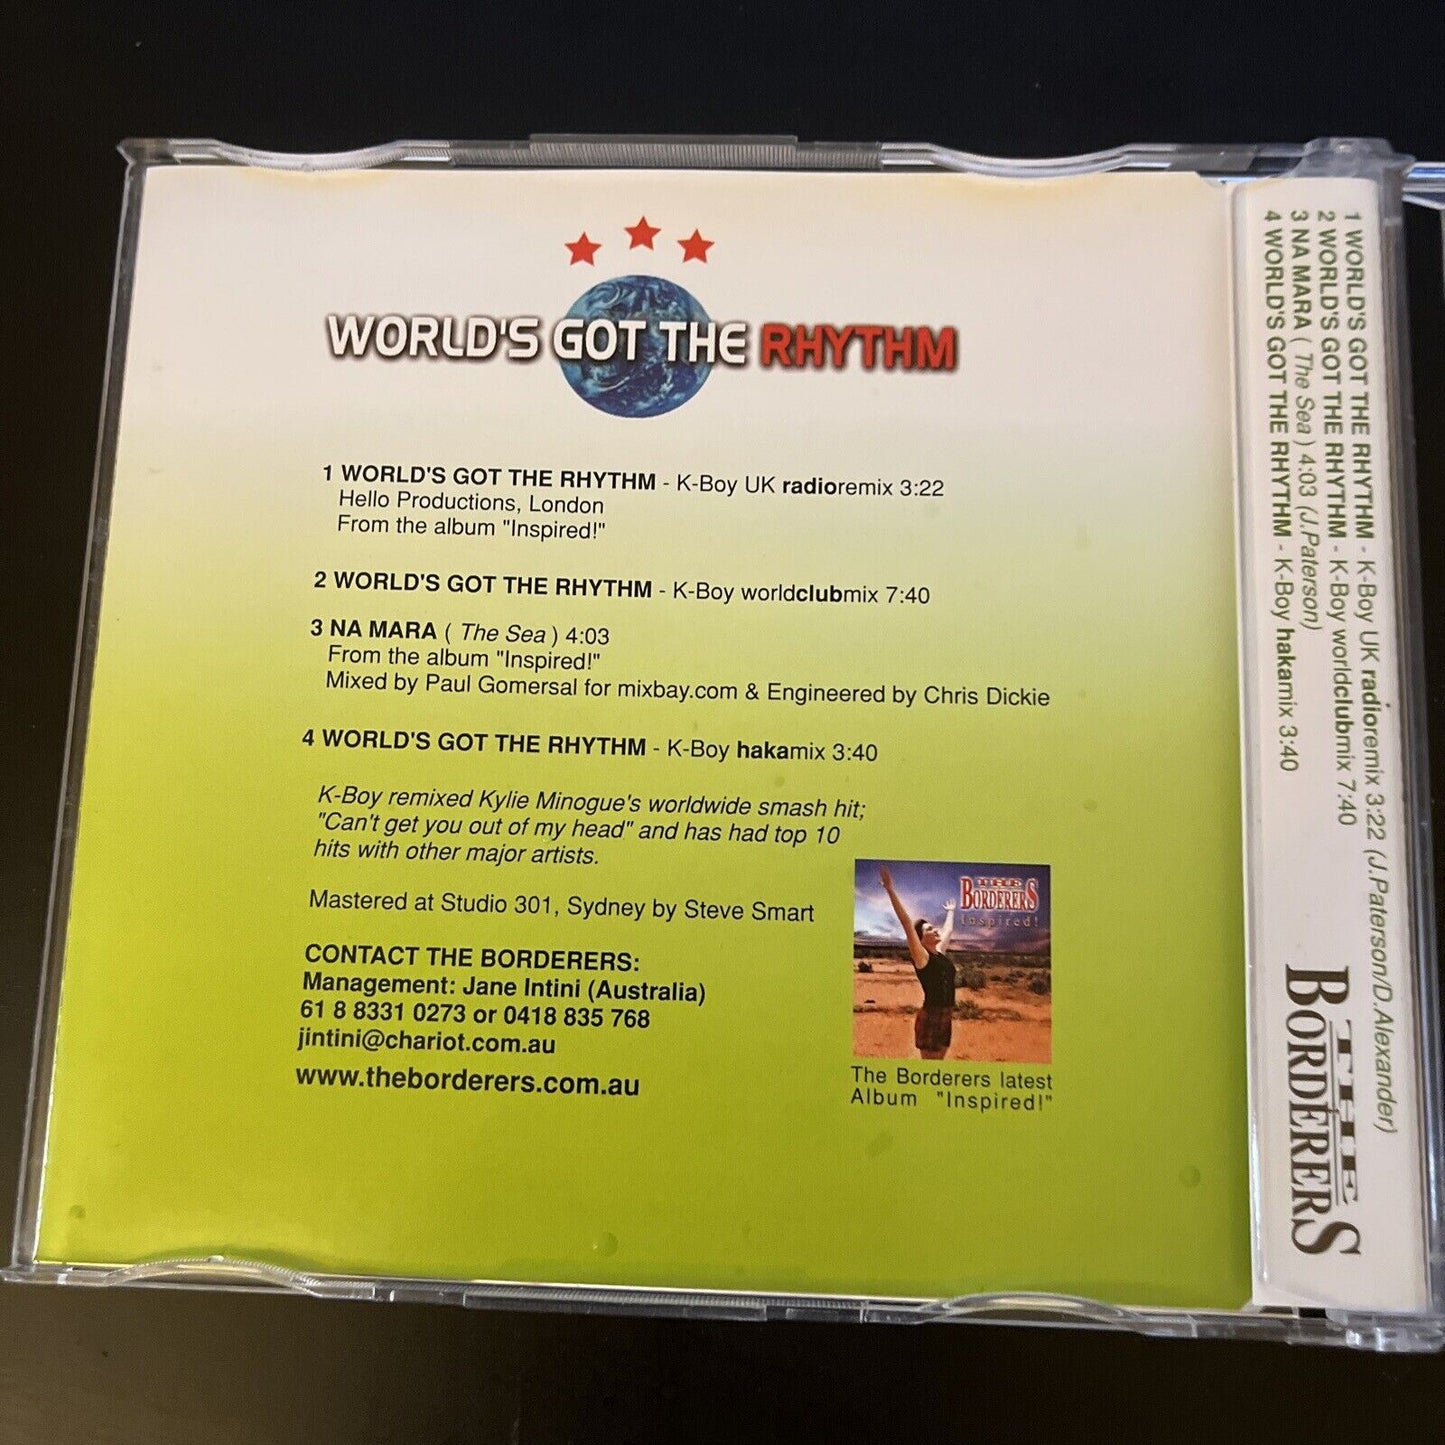 WORLD'S GOT THE RHYTHM
1 WORLD'S GOT THE RHYTHM - K-Boy UK radioremix 3:22
Hello Productions, London
From the album "Inspired!"
2 WORLD'S GOT THE RHYTHM - K-Boy worldclubmix 7:40
3 NA MARA ( The Sea ) 4:03
From the album "Inspired!"
Mixed by Paul Gomersal for mixbay.com & Engineered by Chris Dickie
4 WORLD'S GOT THE RHYTHM - K-Boy hakamix 3:40
K-Boy remixed Kylie Minogue's worldwide smash hit;
"Can't get you out of my head" and has had top 10
hits with other major artists.
Mastered at Studio 301, Sydney by Steve Smart
CONTACT THE BORDERERS:
Management: Jane Intini (Australia)
61 8 8331 0273 or 0418 835 768
jintini@chariot.com.au
www.theborderers.com.au
THE
BORDERERS
Inspired!
The Borderers latest
Album "Inspired!"
1 WORLD'S GOT THE RHYTHM - K-Boy UK radioremix 3:22 (J.Paterson/D.Alexander)
2 WORLD'S GOT THE RHYTHM - K-Boy worldclubmix 7:40
3 NA MARA ( The Sea ) 4:03 (J.Paterson)
4 WORLD'S GOT THE RHYTHM - K-Boy hakamix 3:40
THE
BORDERERS